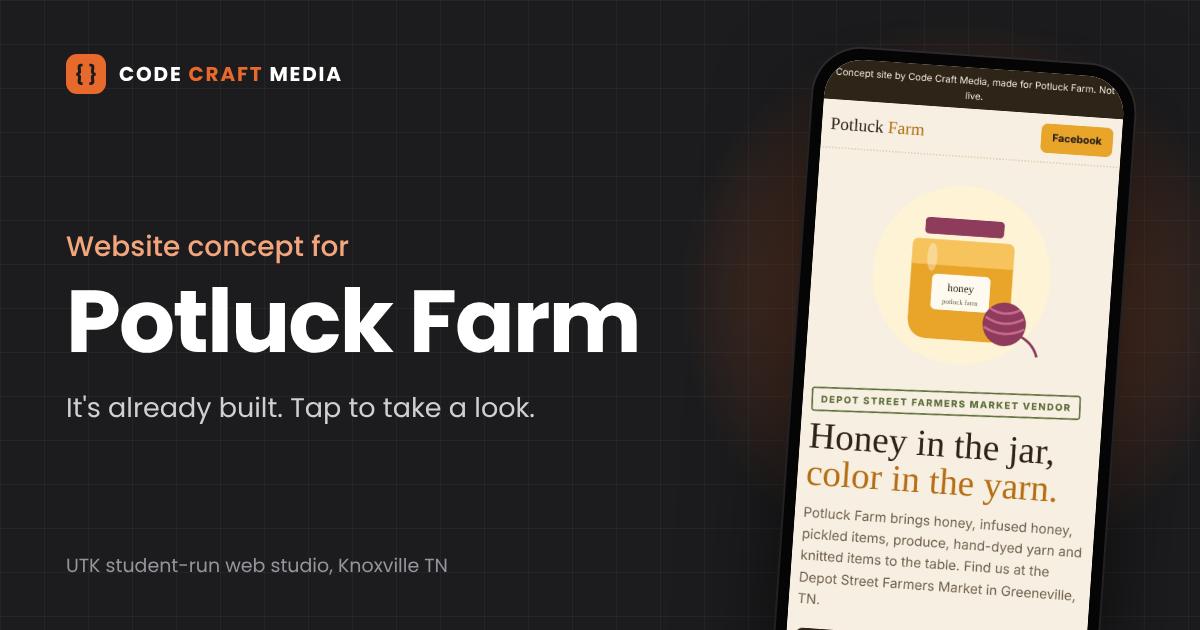 { } CODE CRAFT MEDIA
Website concept for
Potluck Farm
It's already built. Tap to take a look.
UTK student-run web studio, Knoxville TN
Concept site by Code Craft Media, made for Potluck Farm. Not
live.
Potluck Farm
Facebook
honey
potluck farm
DEPOT STREET FARMERS MARKET VENDOR
Honey in the jar,
color in the yarn.
Potluck Farm brings honey, infused honey,
pickled items, produce, hand-dyed yarn and
knitted items to the table. Find us at the
Depot Street Farmers Market in Greeneville,
TN.